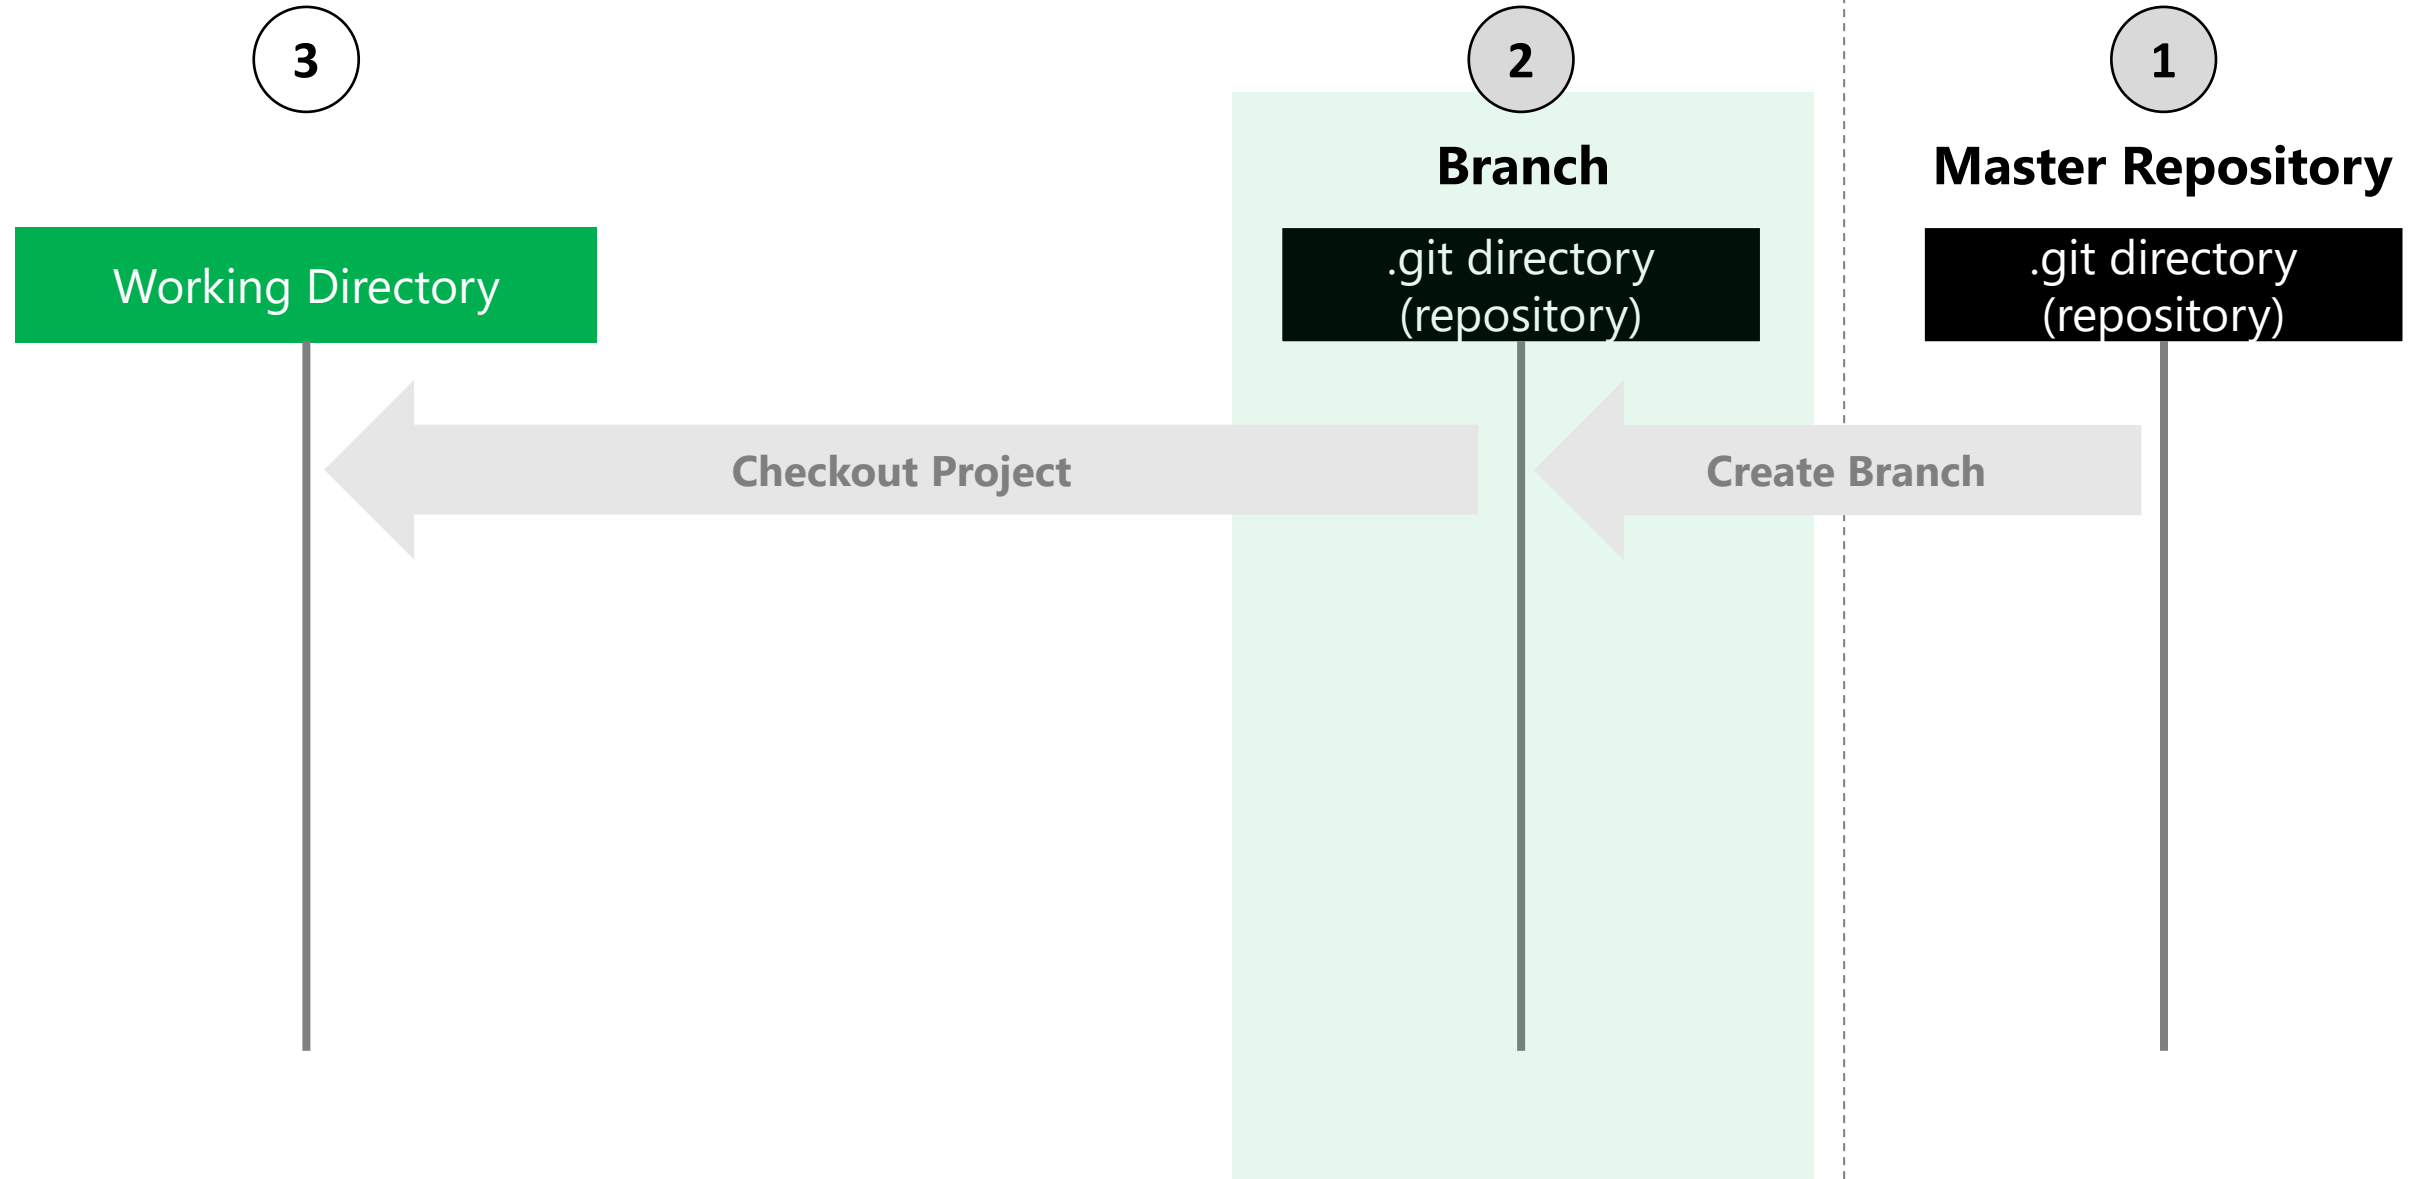 3
2
1
Branch
Master Repository
Working Directory
.git directory
(repository)
.git directory
(repository)
Checkout Project
Create Branch